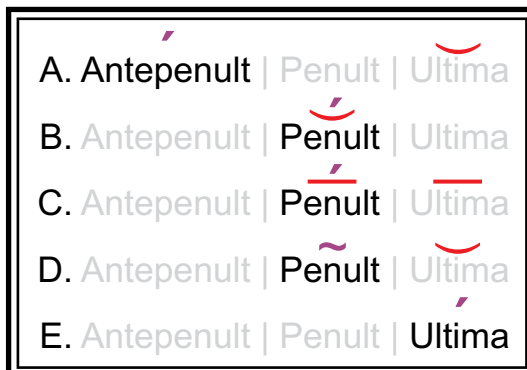 A. Antepenult | Penult | Ultima
B. Antepenult | Penult | Ultima
C. Antepenult | Penult | Ultima
D. Antepenult | Penult | Ultima
E. Antepenult | Penult | Ultima